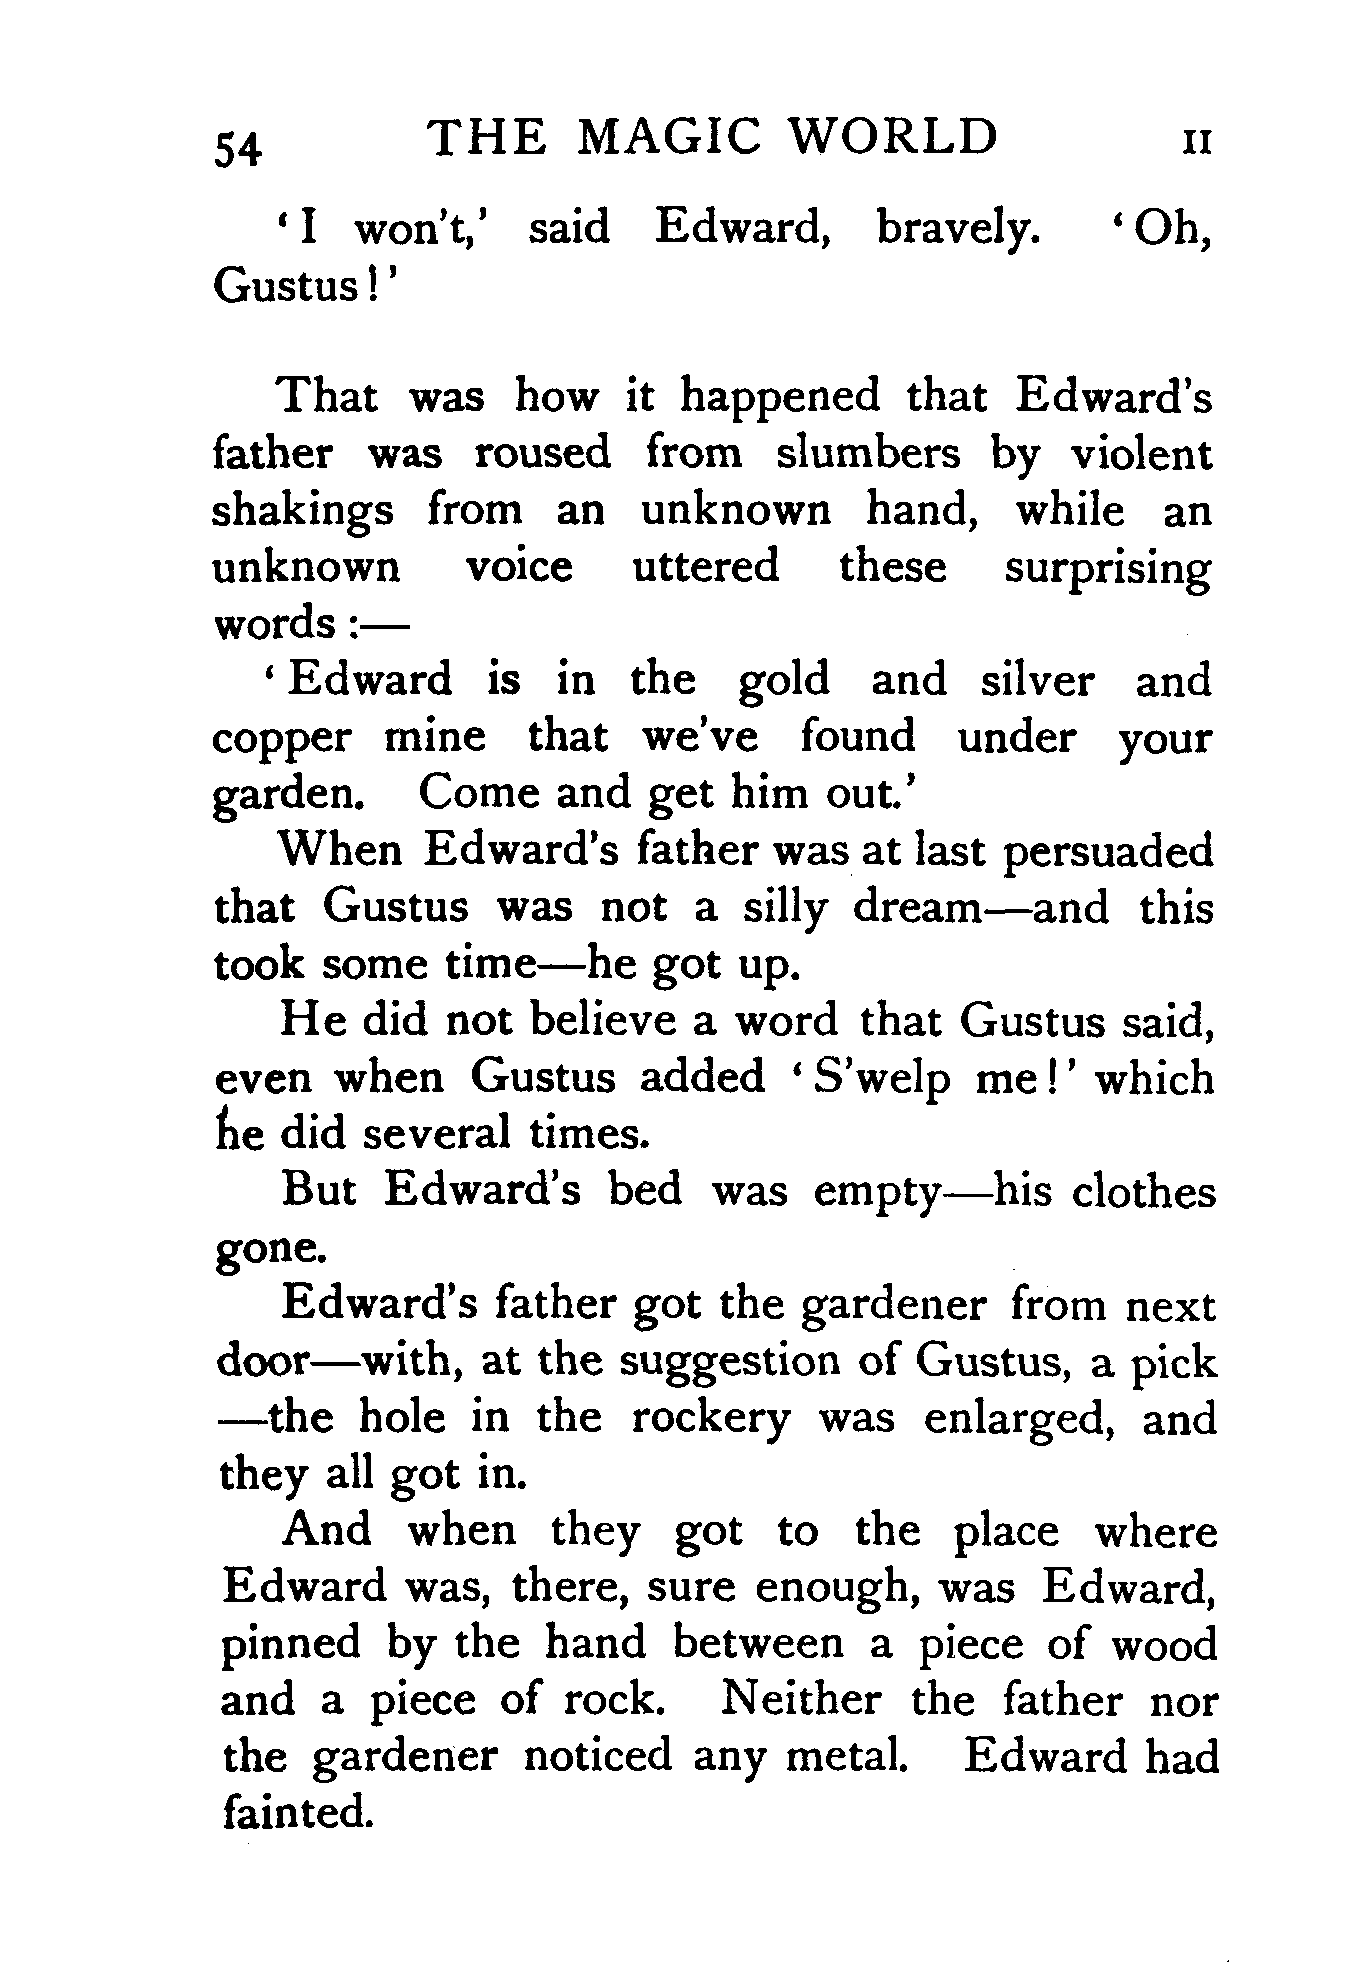 54 THE MAGIC WORLD II
‘I won’t,’ said Edward, bravely. ‘Oh,
Gustus!’
That was how it happened that Edward’s
father was roused from slumbers by violent
shakings from an unknown hand, while an
unknown voice uttered these surprising
words :—
‘Edward is in the gold and silver and
copper mine that we’ve found under your
garden. Come and get him out.’
When Edward’s father was at last persuaded
that Gustus was not a silly dream—and this
took some time—he got up.
He did not believe a word that Gustus said,
even when Gustus added ‘S’welp me!’ which
he did several times.
But Edward’s bed was empty—his clothes
gone.
Edward’s father got the gardener from next
door—with, at the suggestion of Gustus, a pick
—the hole in the rockery was enlarged, and
they all got in.
And when they got to the place where
Edward was, there, sure enough, was Edward,
pinned by the hand between a piece of wood
and a piece of rock. Neither the father nor
the gardener noticed any metal. Edward had
fainted.